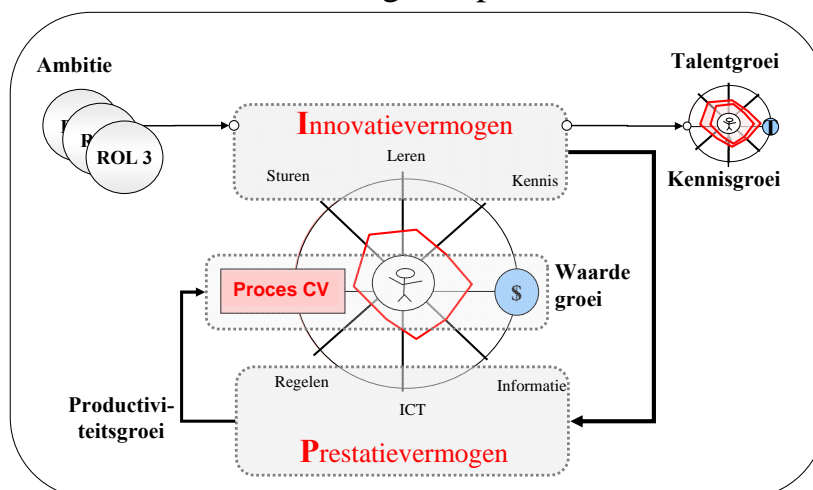 Ambitie
ROL 3
Innovatievermogen
Leren
Sturen
Kennis
Talentgroei
Kennisgroei
Proces CV
$
Waarde
groei
Regelen
ICT
Informatie
Productivi-
teitsgroei
Prestatievermogen